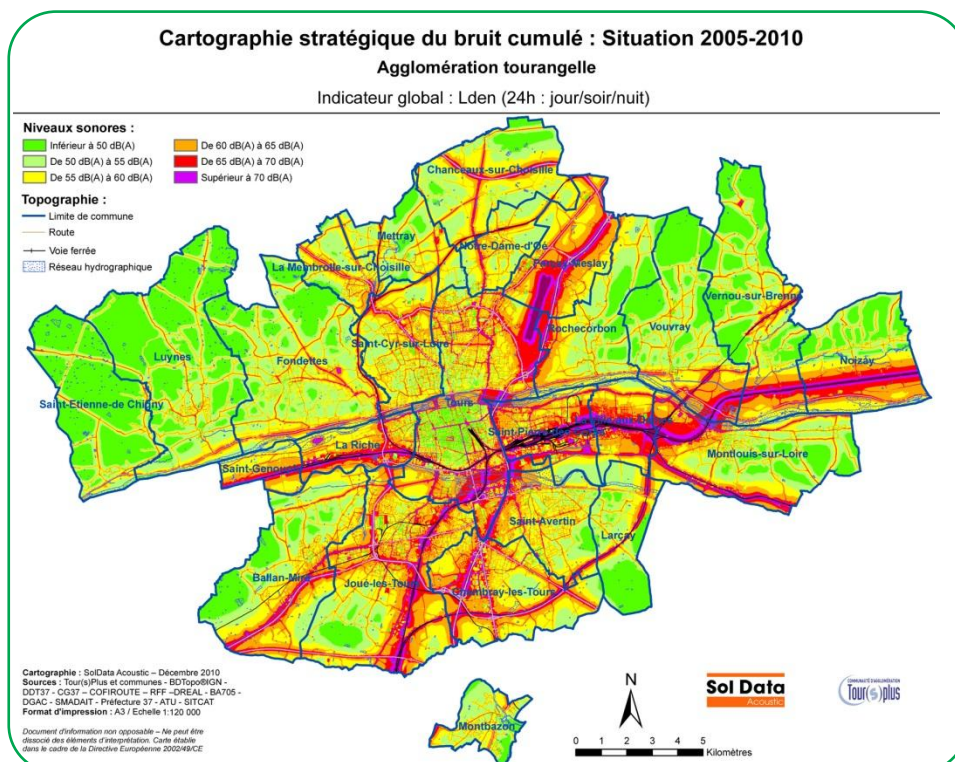 Cartographie stratégique du bruit cumulé : Situation 2005-2010
Agglomération tourangelle
Indicateur global : Lden (24h : jour/soir/nuit)
Niveaux sonores :
Inférieur à 50 dB(A)
De 50 dB(A) à 55 dB(A)
De 55 dB(A) à 60 dB(A)
De 60 dB(A) à 65 dB(A)
De 65 dB(A) à 70 dB(A)
Supérieur à 70 dB(A)
Topographie :
Limite de commune
Route
Voie ferrée
Réseau hydrographique
Chanceaux-sur-Choisille
Mettray
Notre-Dame-d'Oé
La Membrolle-sur-Choisille
Parçay-Meslay
Vernou-sur-Brenne
Rochecorbon
Vouvray
Saint-Cyr-sur-Loire
Luynes
Fondettes
Noizay
Saint-Etienne-de Chigny
Tours
La Riche
Montlouis-sur-Loire
Saint-Genouph
Saint-Avertin
Larçay
Ballan-Miré
Joué-les-Tours
Chambray-les-Tours
Montbazon
Cartographie : SolData Acoustic – Décembre 2010
Sources : Tour(s)Plus et communes - BDTopo®IGN -
DDT37 - CG37 – COFIROUTE – RFF –DREAL - BA705 -
DGAC - SMADAIT - Préfecture 37 - ATU - SITCAT
Format d'impression : A3 / Echelle 1:120 000
Document d'information non opposable – Ne peut être
dissocié des éléments d'interprétation. Carte établie
dans le cadre de la Directive Européenne 2002/49/CE
N
0 1 2 3 4 5
Kilomètres
Sol Data
Acoustic
COMMUNAUTÉ D'AGGLOMÉRATION
Tour(s)plus